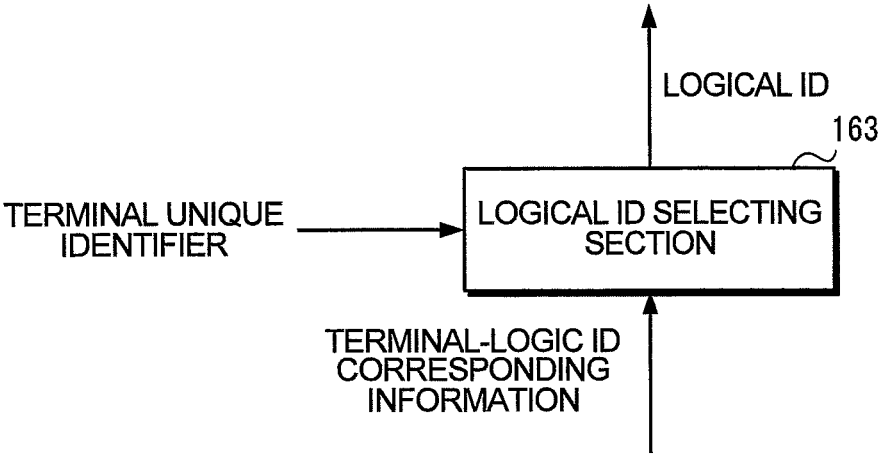 LOGICAL ID
163
TERMINAL UNIQUE
IDENTIFIER
LOGICAL ID SELECTING
SECTION
TERMINAL-LOGIC ID
CORRESPONDING
INFORMATION